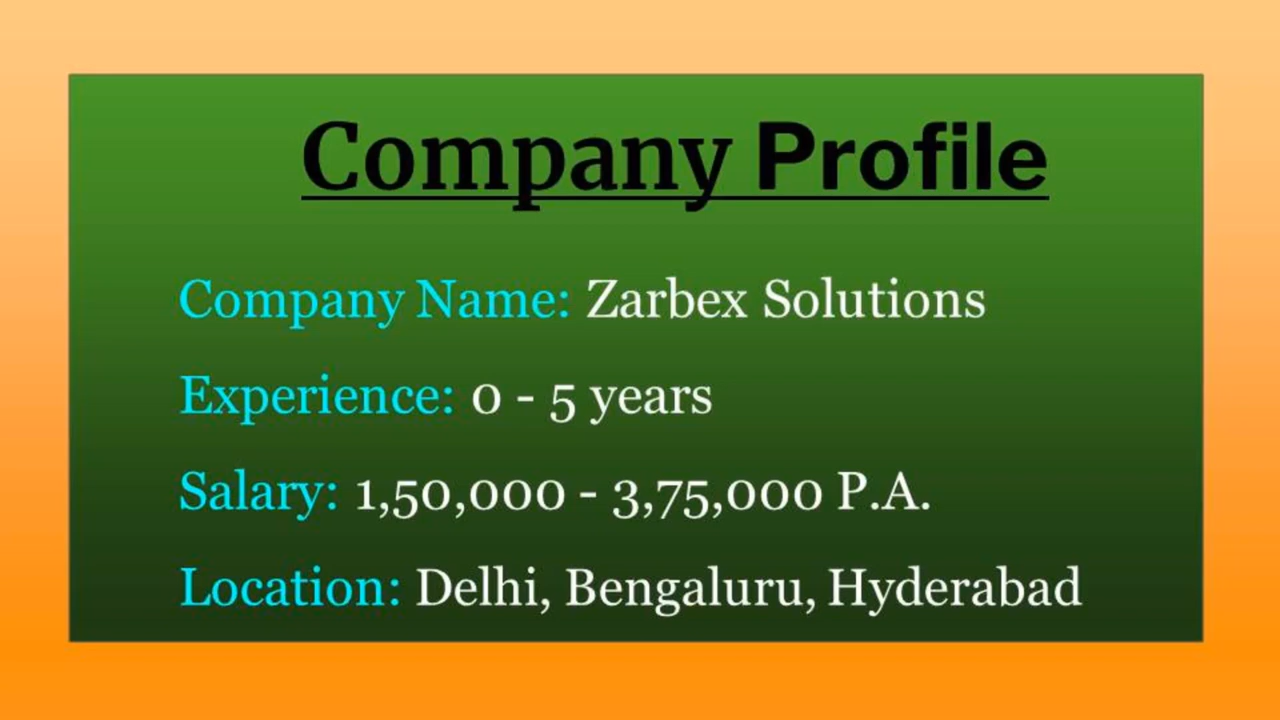 Company Profile
Company Name: Zarbex Solutions
Experience: 0 - 5 years
Salary: 1,50,000 - 3,75,000 P.A.
Location: Delhi, Bengaluru, Hyderabad